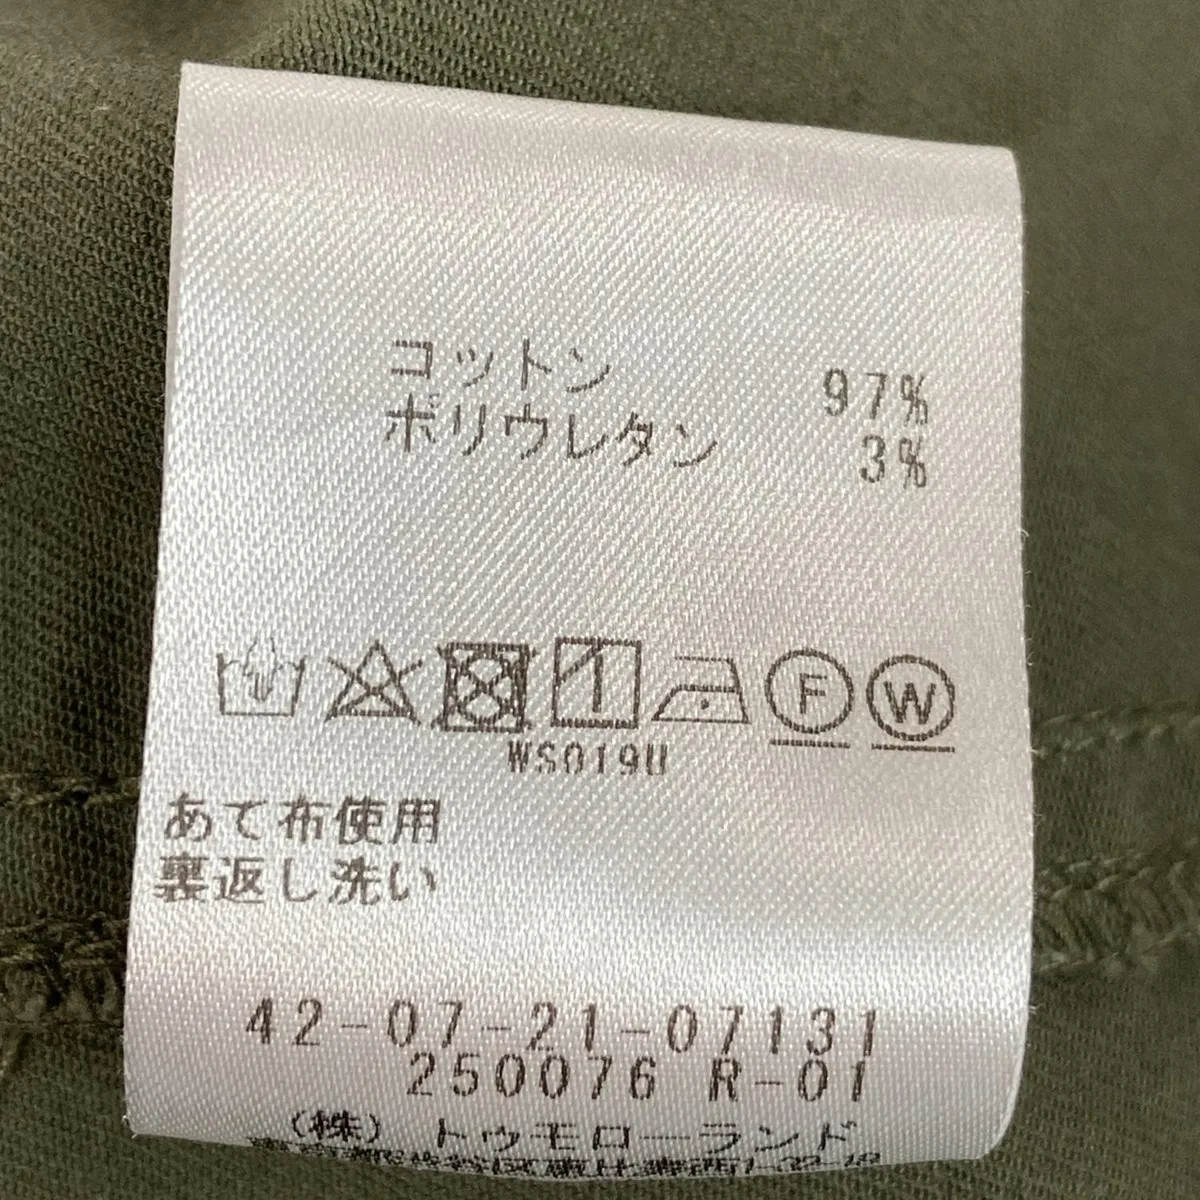 コットン 97%
ポリウレタン 3%
F W
WS019U
あて布使用
裏返し洗い
42-07-21-07131
250076 R-01
(株) トゥモローランド